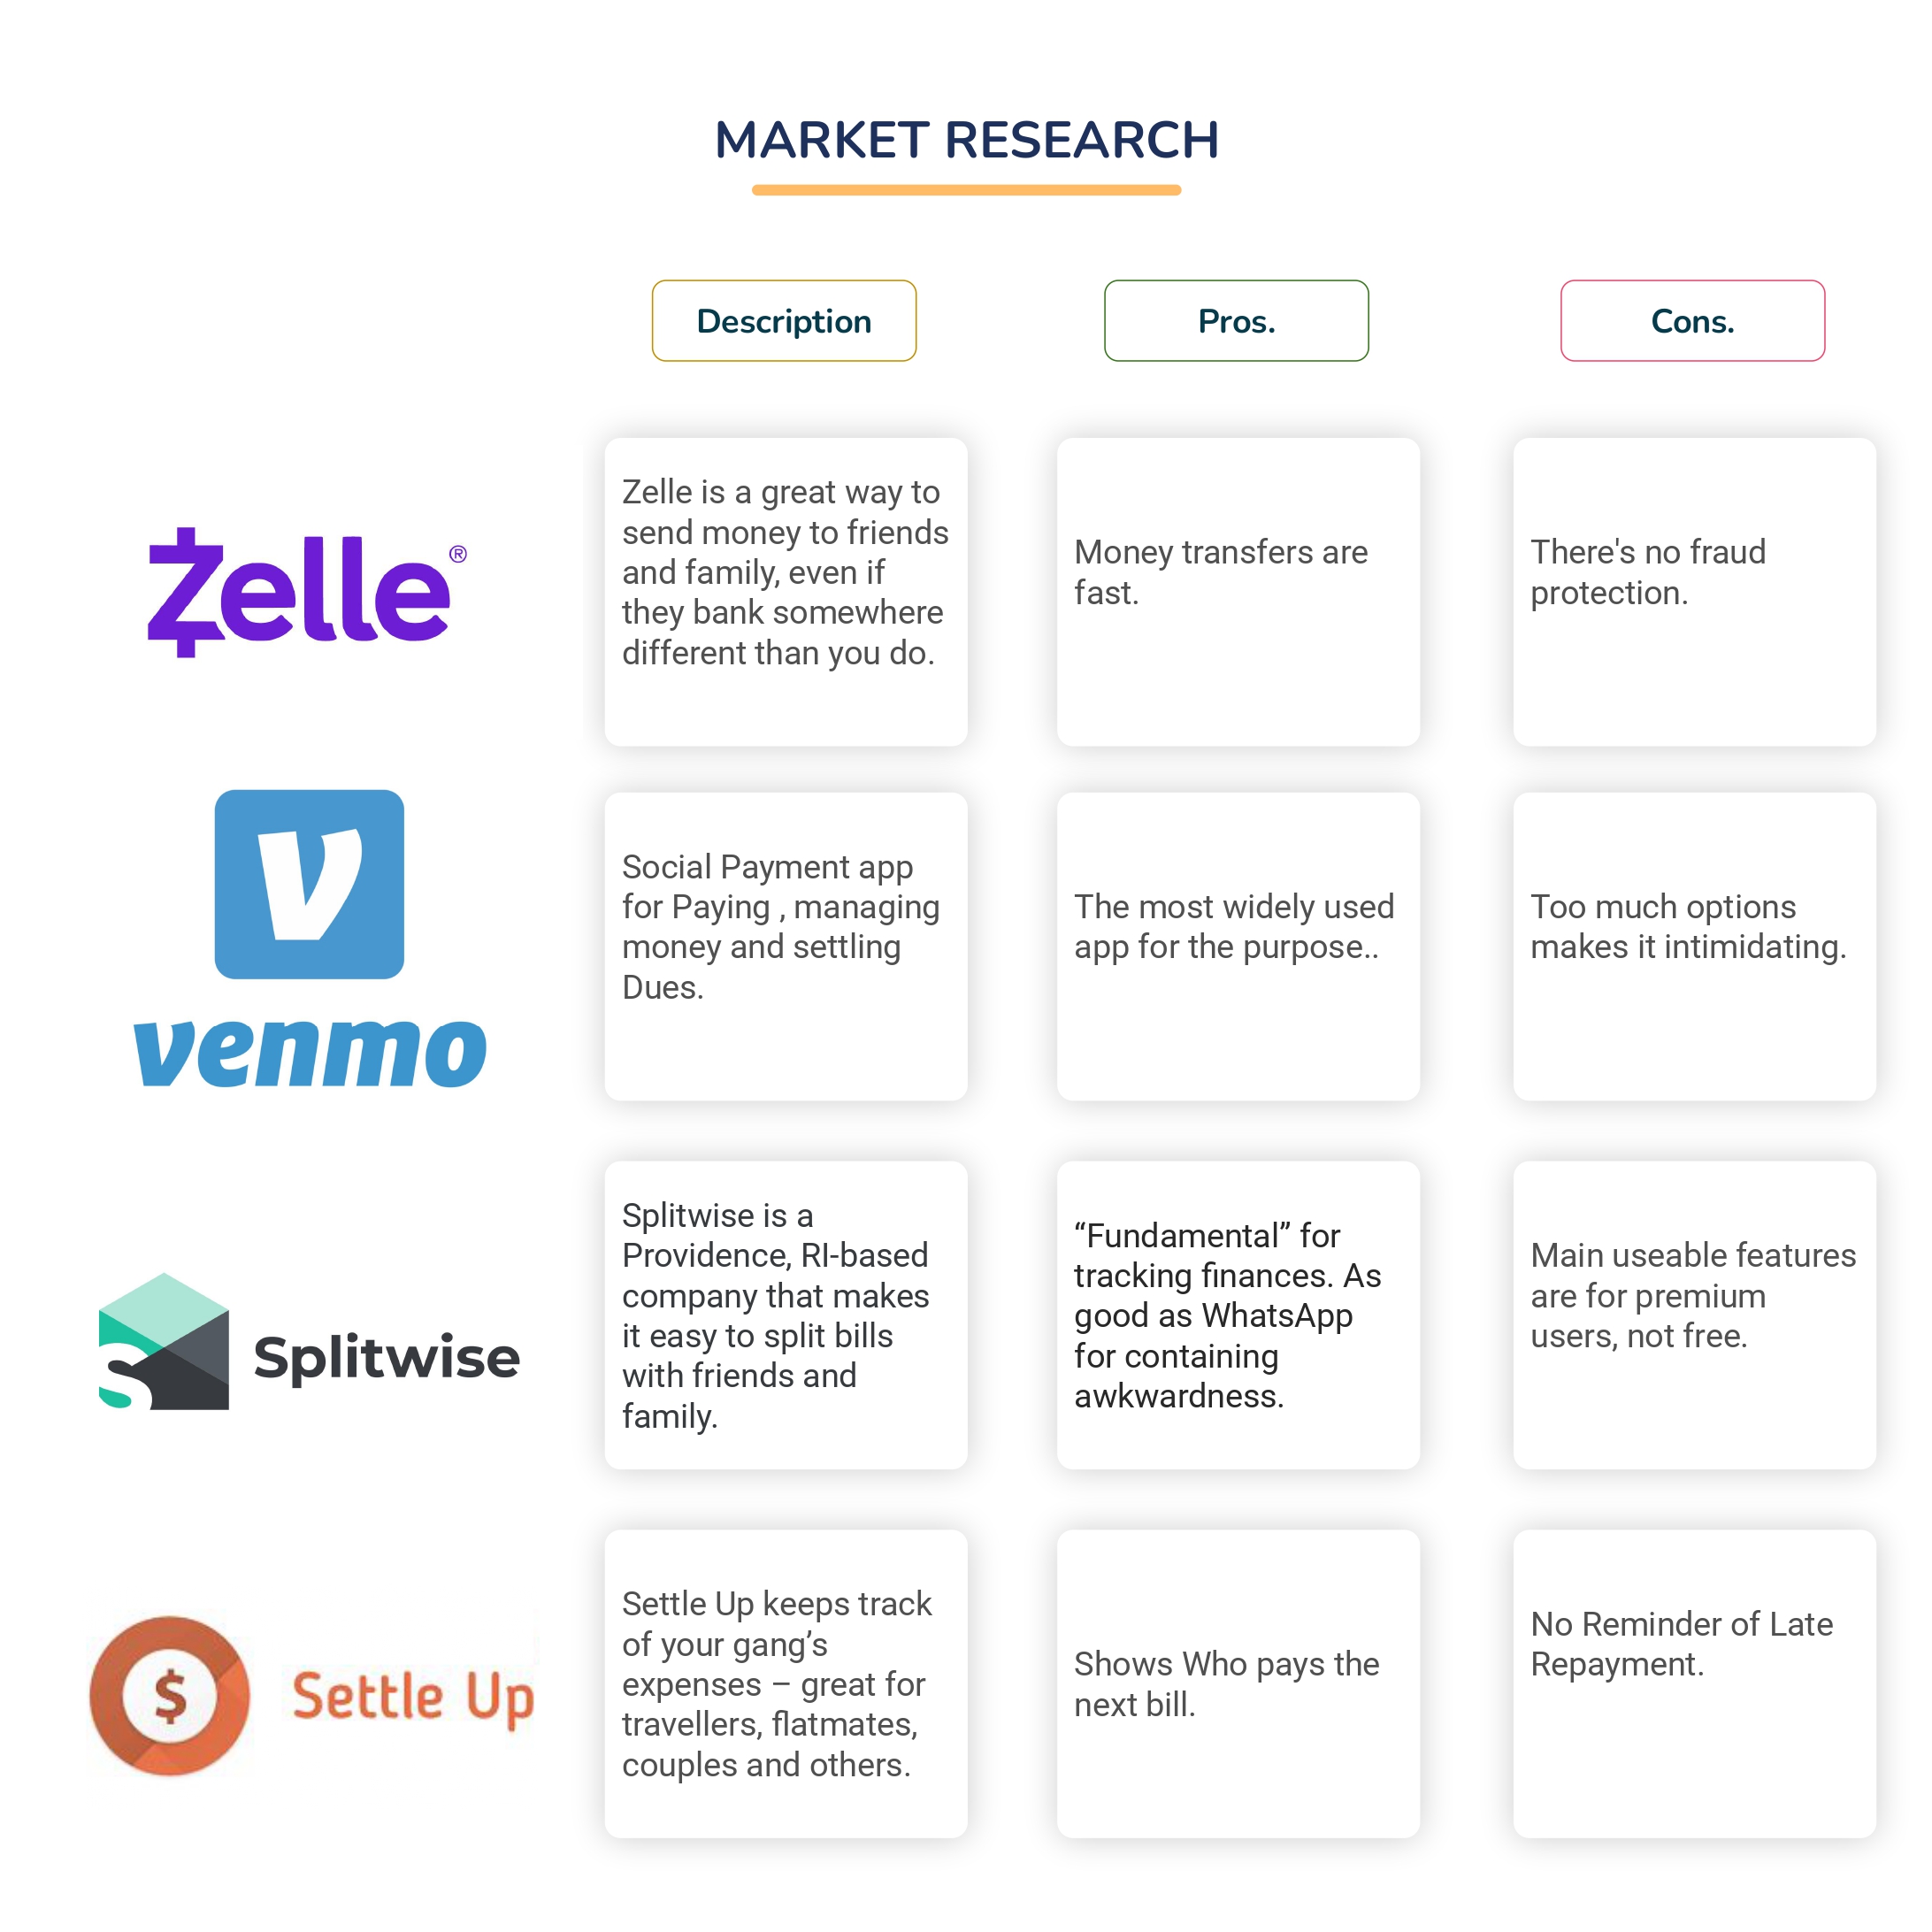 MARKET RESEARCH
Description
Pros.
Cons.
Zelle®
Zelle is a great way to
send money to friends
and family, even if
they bank somewhere
different than you do.
Money transfers are
fast.
There's no fraud
protection.
V
venmo
Social Payment app
for Paying , managing
money and settling
Dues.
The most widely used
app for the purpose..
Too much options
makes it intimidating.
S
Splitwise
Splitwise is a
Providence, RI-based
company that makes
it easy to split bills
with friends and
family.
“Fundamental” for
tracking finances. As
good as WhatsApp
for containing
awkwardness.
Main useable features
are for premium
users, not free.
$
Settle Up
Settle Up keeps track
of your gang’s
expenses – great for
travellers, flatmates,
couples and others.
Shows Who pays the
next bill.
No Reminder of Late
Repayment.